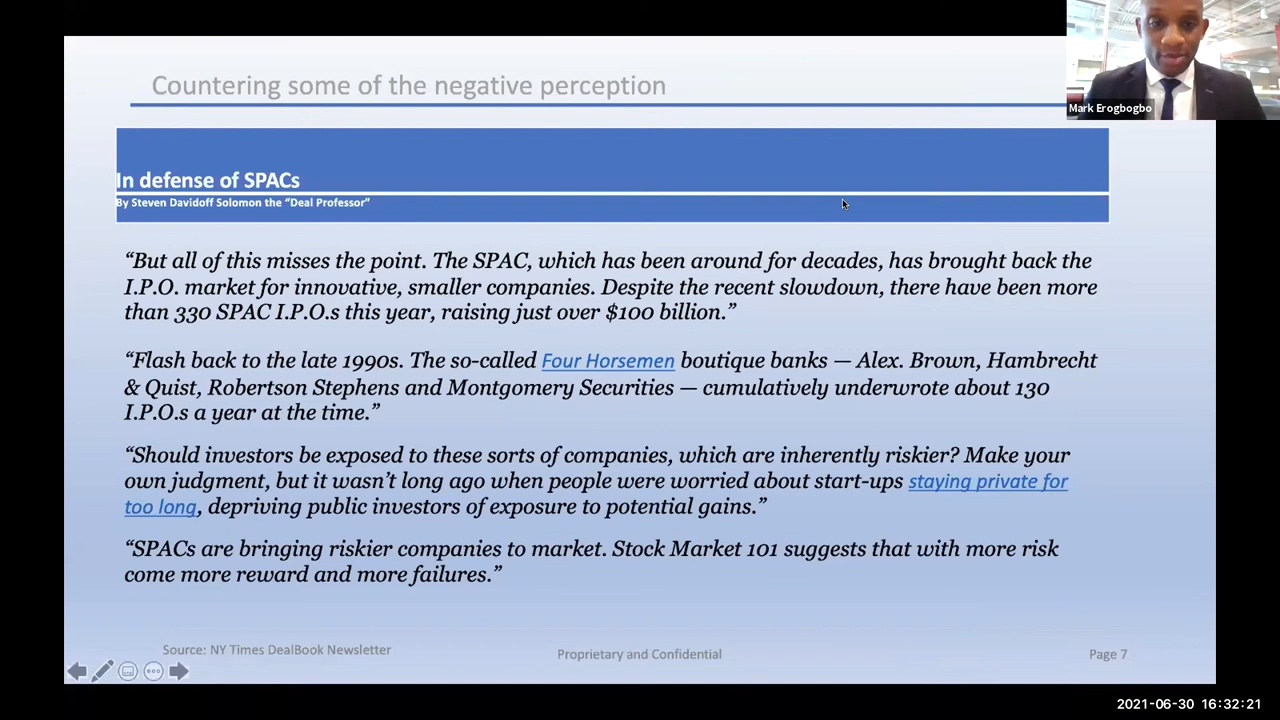 Countering some of the negative perception
Mark Erogbogbo
In defense of SPACs
By Steven Davidoff Solomon the “Deal Professor”
“But all of this misses the point. The SPAC, which has been around for decades, has brought back the
I.P.O. market for innovative, smaller companies. Despite the recent slowdown, there have been more
than 330 SPAC I.P.O.s this year, raising just over $100 billion.”
“Flash back to the late 1990s. The so-called Four Horsemen boutique banks — Alex. Brown, Hambrecht
& Quist, Robertson Stephens and Montgomery Securities — cumulatively underwrote about 130
I.P.O.s a year at the time.”
“Should investors be exposed to these sorts of companies, which are inherently riskier? Make your
own judgment, but it wasn’t long ago when people were worried about start-ups staying private for
too long, depriving public investors of exposure to potential gains.”
“SPACs are bringing riskier companies to market. Stock Market 101 suggests that with more risk
come more reward and more failures.”
Source: NY Times DealBook Newsletter
Proprietary and Confidential
Page 7
2021-06-30 16:32:21